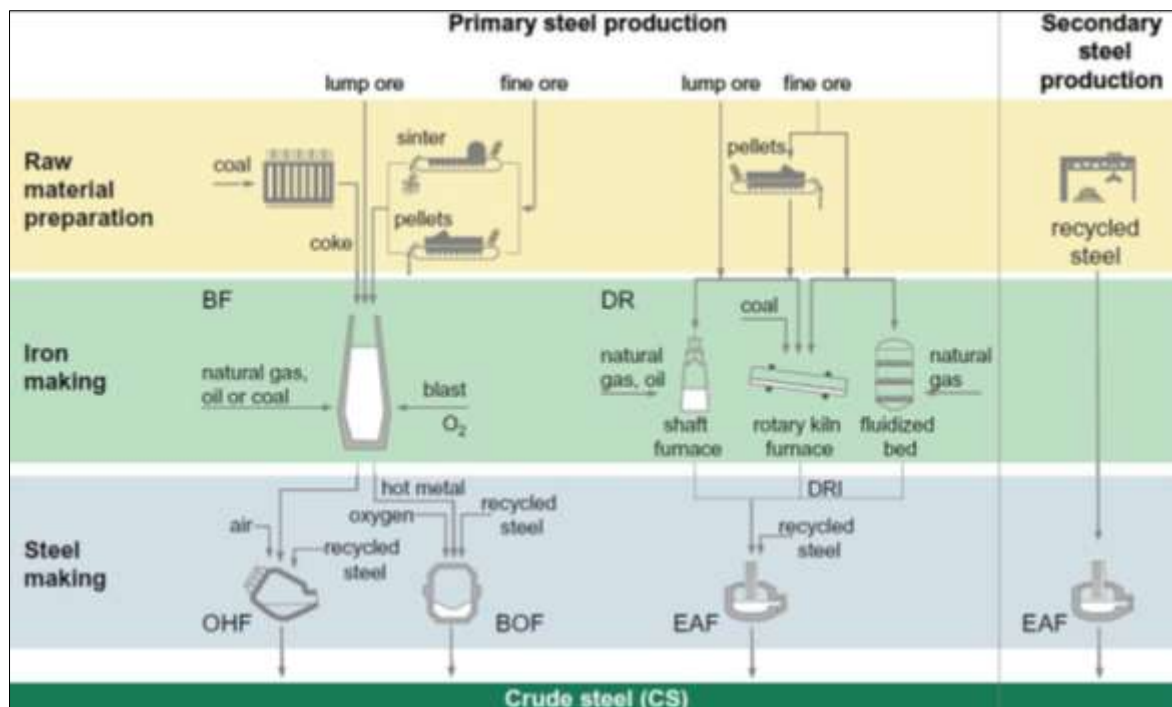 Primary steel production
Secondary
steel
production
lump ore
fine ore
lump ore
fine ore
Raw
material
preparation
coal
sinter
pellets
coke
pellets
recycled
steel
Iron
making
BF
natural gas,
oil or coal
blast
O₂
DR
coal
natural
gas, oil
natural
gas
shaft
furnace
rotary kiln
furnace
fluidized
bed
Steel
making
hot metal
oxygen
recycled
steel
air
recycled
steel
DRI
recycled
steel
OHF
BOF
EAF
EAF
Crude steel (CS)